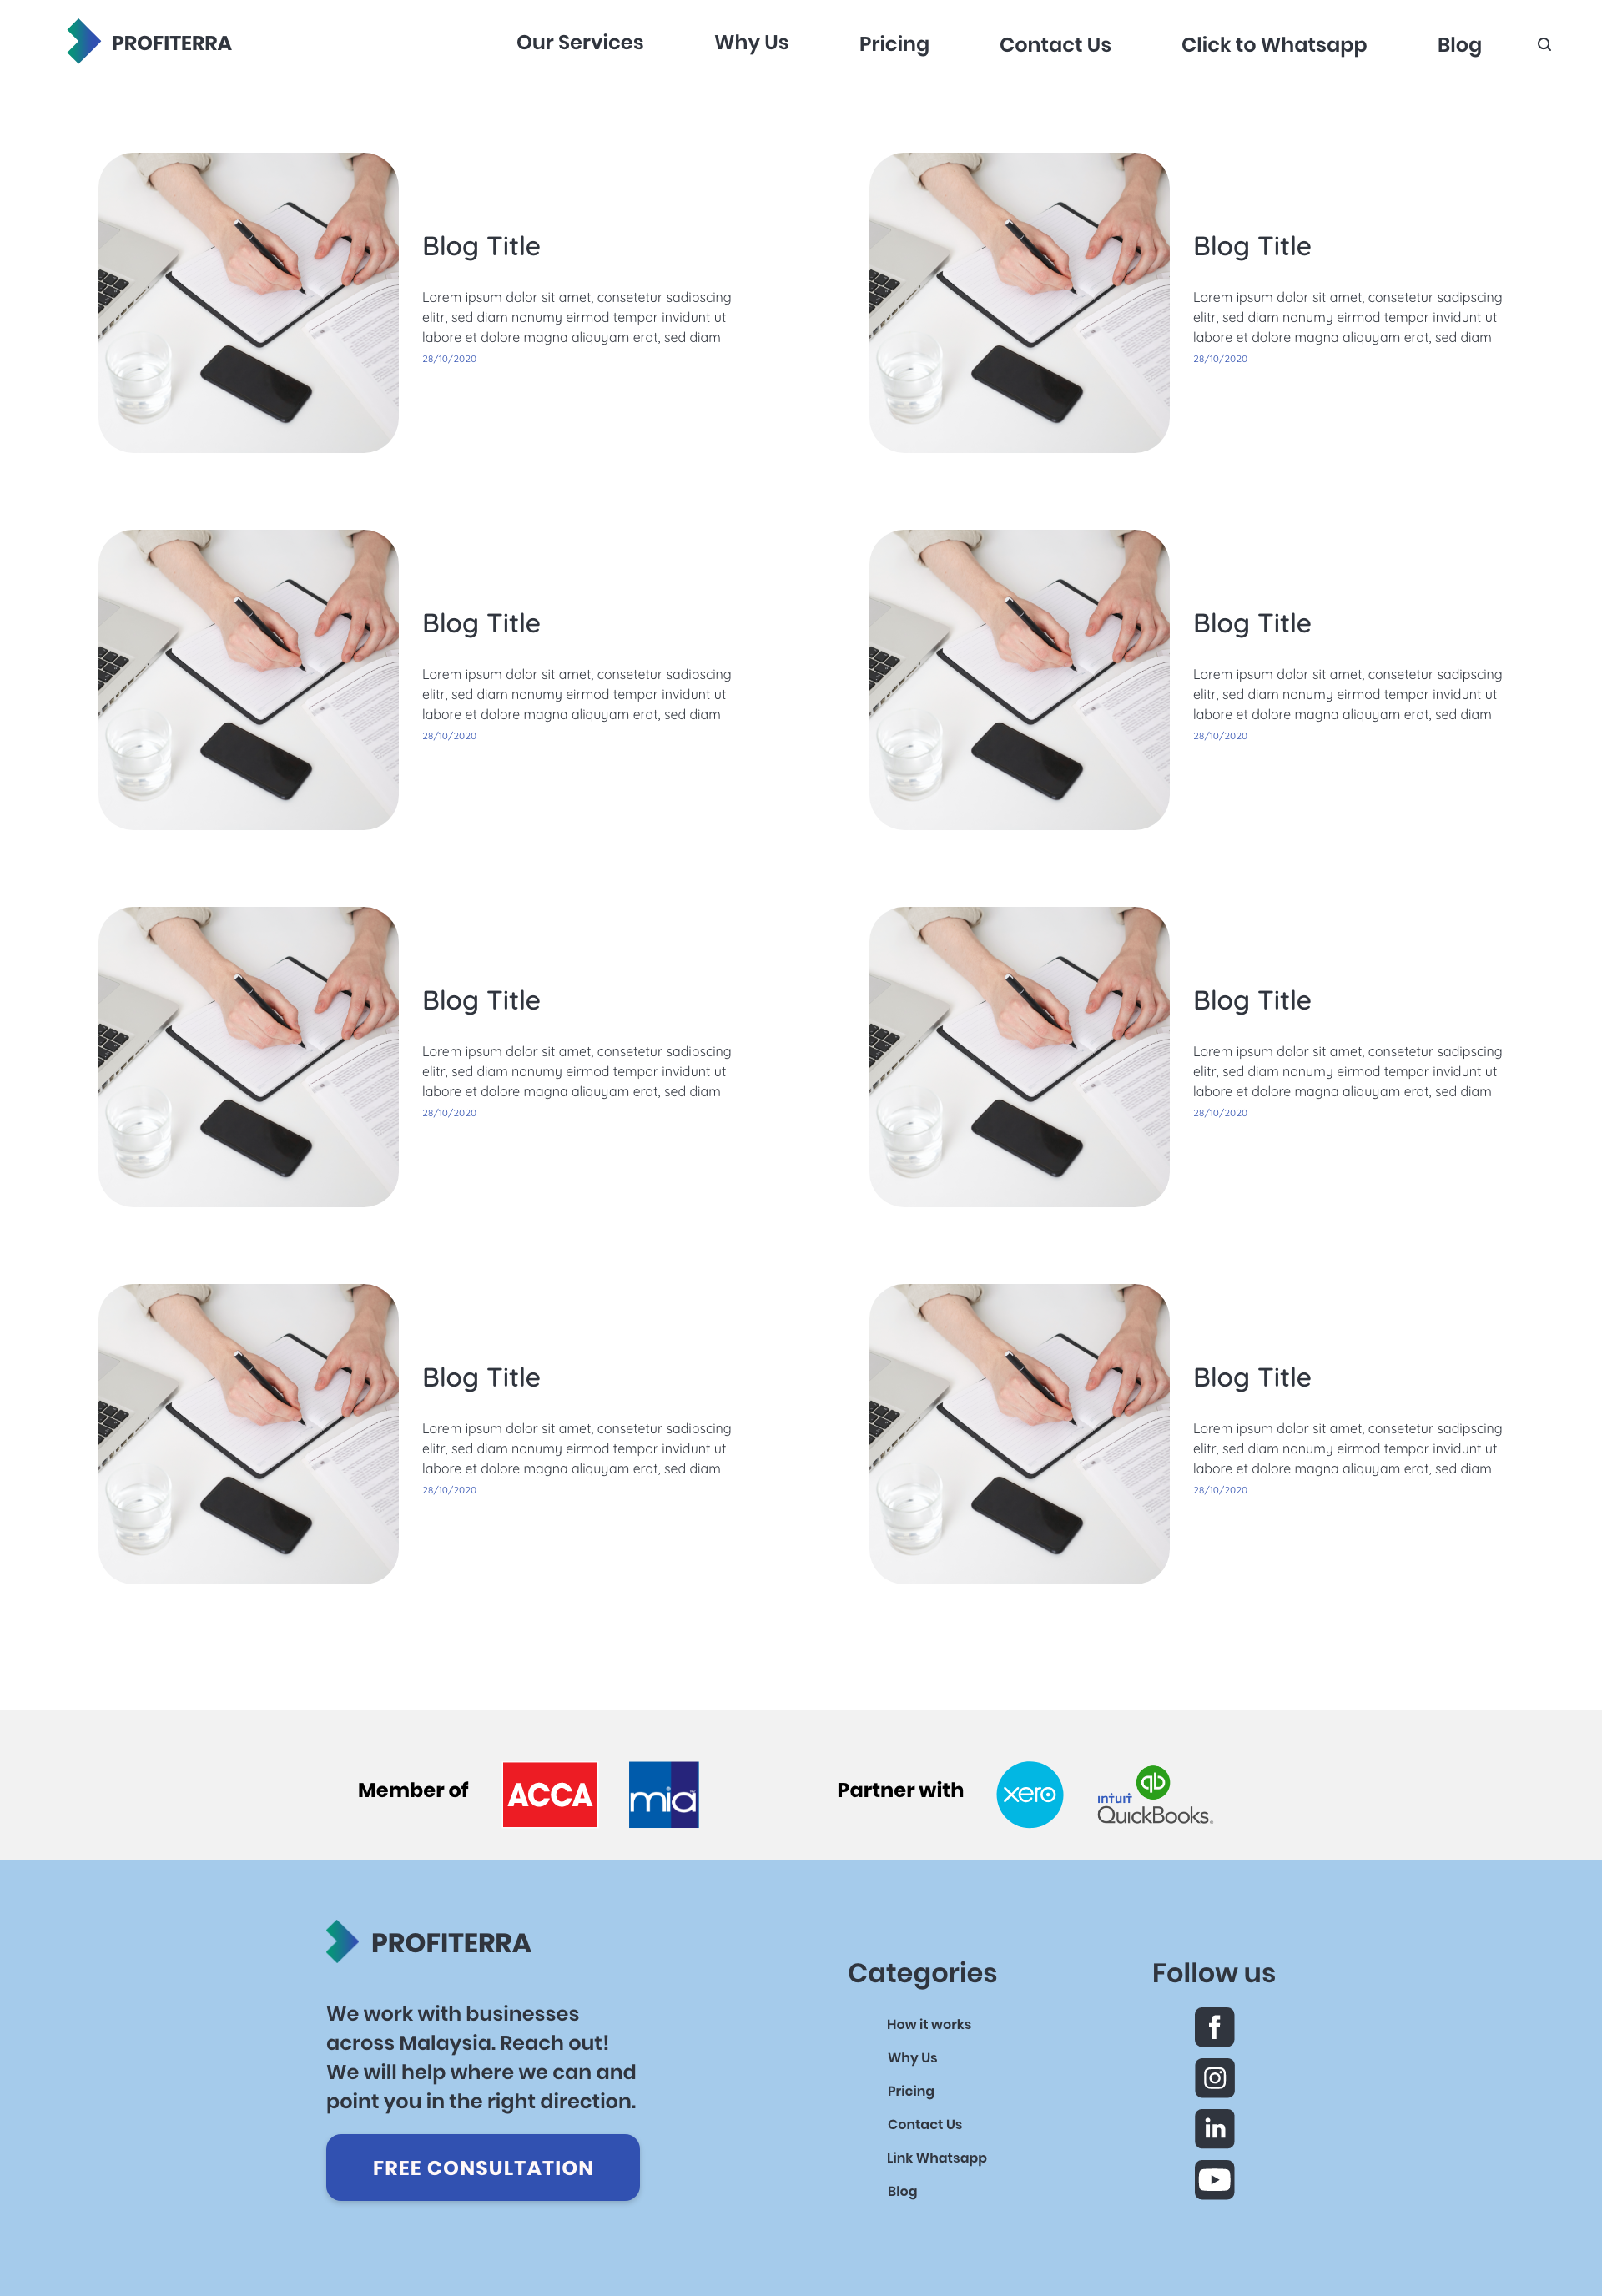 PROFITERRA
Our Services
Why Us
Pricing
Contact Us
Click to Whatsapp
Blog
Blog Title
Lorem ipsum dolor sit amet, consetetur sadipscing
elitr, sed diam nonumy eirmod tempor invidunt ut
labore et dolore magna aliquyam erat, sed diam
28/10/2020
Blog Title
Lorem ipsum dolor sit amet, consetetur sadipscing
elitr, sed diam nonumy eirmod tempor invidunt ut
labore et dolore magna aliquyam erat, sed diam
28/10/2020
Blog Title
Lorem ipsum dolor sit amet, consetetur sadipscing
elitr, sed diam nonumy eirmod tempor invidunt ut
labore et dolore magna aliquyam erat, sed diam
28/10/2020
Blog Title
Lorem ipsum dolor sit amet, consetetur sadipscing
elitr, sed diam nonumy eirmod tempor invidunt ut
labore et dolore magna aliquyam erat, sed diam
28/10/2020
Blog Title
Lorem ipsum dolor sit amet, consetetur sadipscing
elitr, sed diam nonumy eirmod tempor invidunt ut
labore et dolore magna aliquyam erat, sed diam
28/10/2020
Blog Title
Lorem ipsum dolor sit amet, consetetur sadipscing
elitr, sed diam nonumy eirmod tempor invidunt ut
labore et dolore magna aliquyam erat, sed diam
28/10/2020
Blog Title
Lorem ipsum dolor sit amet, consetetur sadipscing
elitr, sed diam nonumy eirmod tempor invidunt ut
labore et dolore magna aliquyam erat, sed diam
28/10/2020
Blog Title
Lorem ipsum dolor sit amet, consetetur sadipscing
elitr, sed diam nonumy eirmod tempor invidunt ut
labore et dolore magna aliquyam erat, sed diam
28/10/2020
Member of
ACCA
mia
Partner with
xero
qb
intuit
QuickBooks.
PROFITERRA
We work with businesses
across Malaysia. Reach out!
We will help where we can and
point you in the right direction.
FREE CONSULTATION
Categories
How it works
Why Us
Pricing
Contact Us
Link Whatsapp
Blog
Follow us
f
in